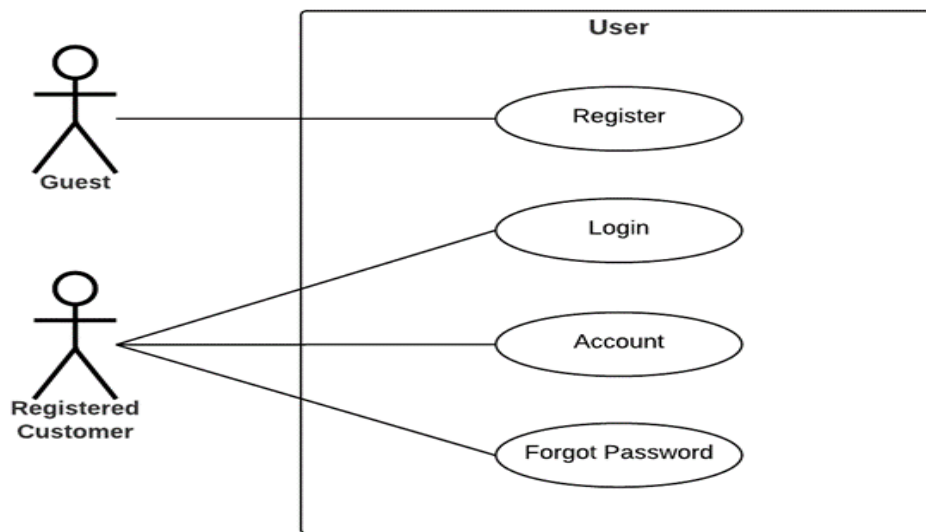 User
Register
Guest
Login
Account
Registered
Customer
Forgot Password